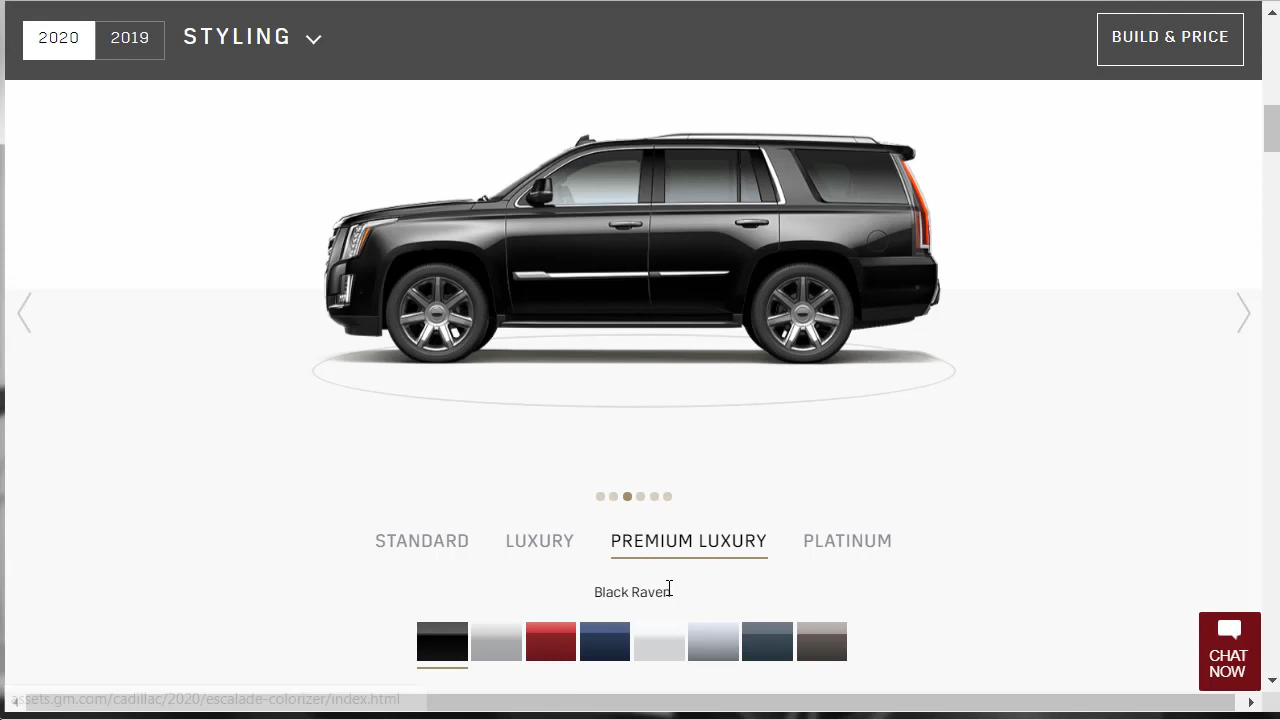 2020 2019 STYLING BUILD & PRICE
STANDARD LUXURY PREMIUM LUXURY PLATINUM
Black Raven
CHAT
NOW
assets.gm.com/cadillac/2020/escalade-colorizer/index.html